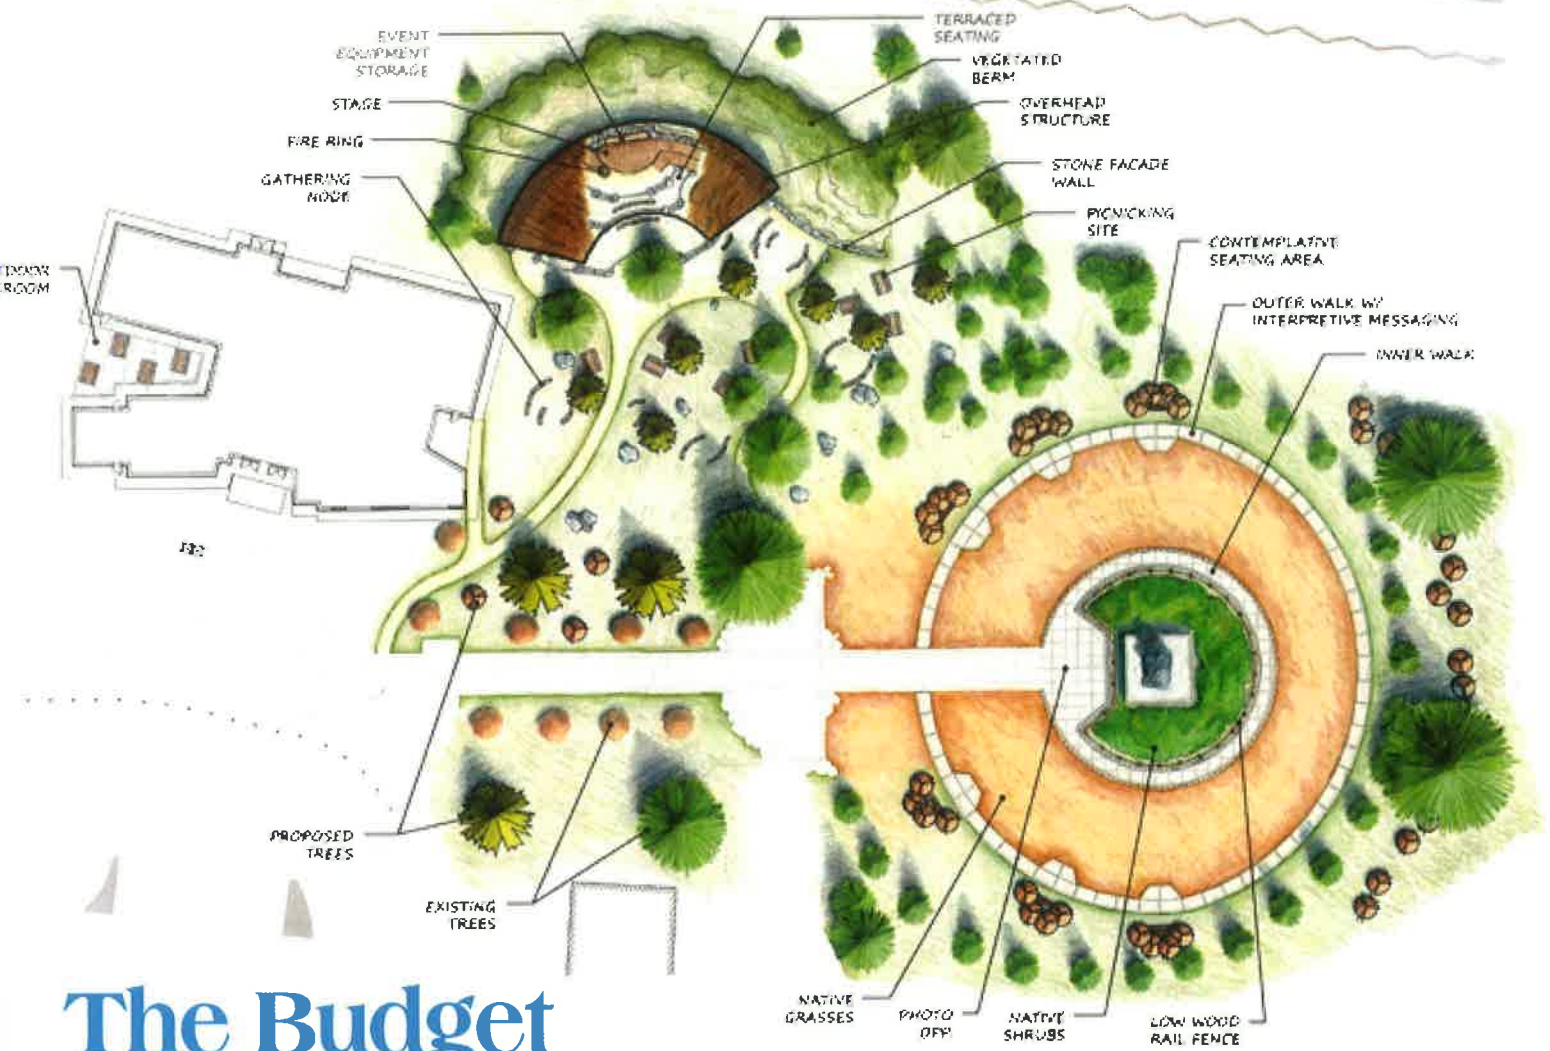 EVENT
EQUIPMENT
STORAGE
STAGE
FIRE RING
GATHERING
NODE
TERRACED
SEATING
VEGETATED
BERM
OVERHEAD
STRUCTURE
STONE FACADE
WALL
PICNICKING
SITE
CONTEMPLATIVE
SEATING AREA
OUTER WALK W/
INTERPRETIVE MESSAGING
INNER WALK
TDOOR
ROOM
PROPOSED
TREES
EXISTING
TREES
NATIVE
GRASSES
PHOTO
OPP.
NATIVE
SHRUBS
LOW WOOD
RAIL FENCE
The Budget